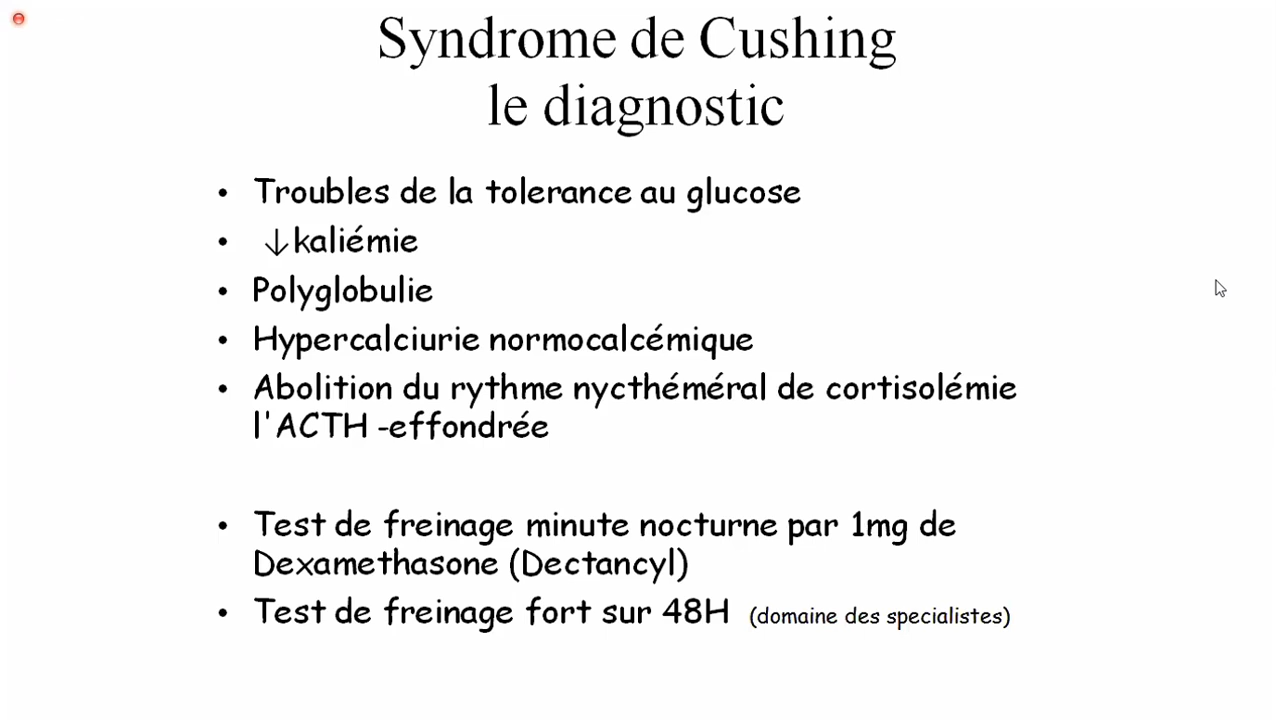 Syndrome de Cushing
le diagnostic
• Troubles de la tolerance au glucose
• ↓kaliémie
• Polyglobulie
• Hypercalciurie normocalcémique
• Abolition du rythme nycthéméral de cortisolémie
l'ACTH -effondrée
• Test de freinage minute nocturne par 1mg de
Dexamethasone (Dectancyl)
• Test de freinage fort sur 48H (domaine des specialistes)